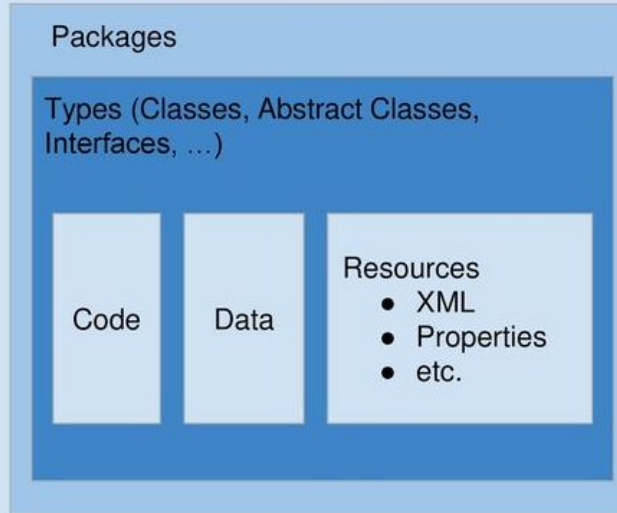 Packages
Types (Classes, Abstract Classes,
Interfaces, …)
Code
Data
Resources
● XML
● Properties
● etc.